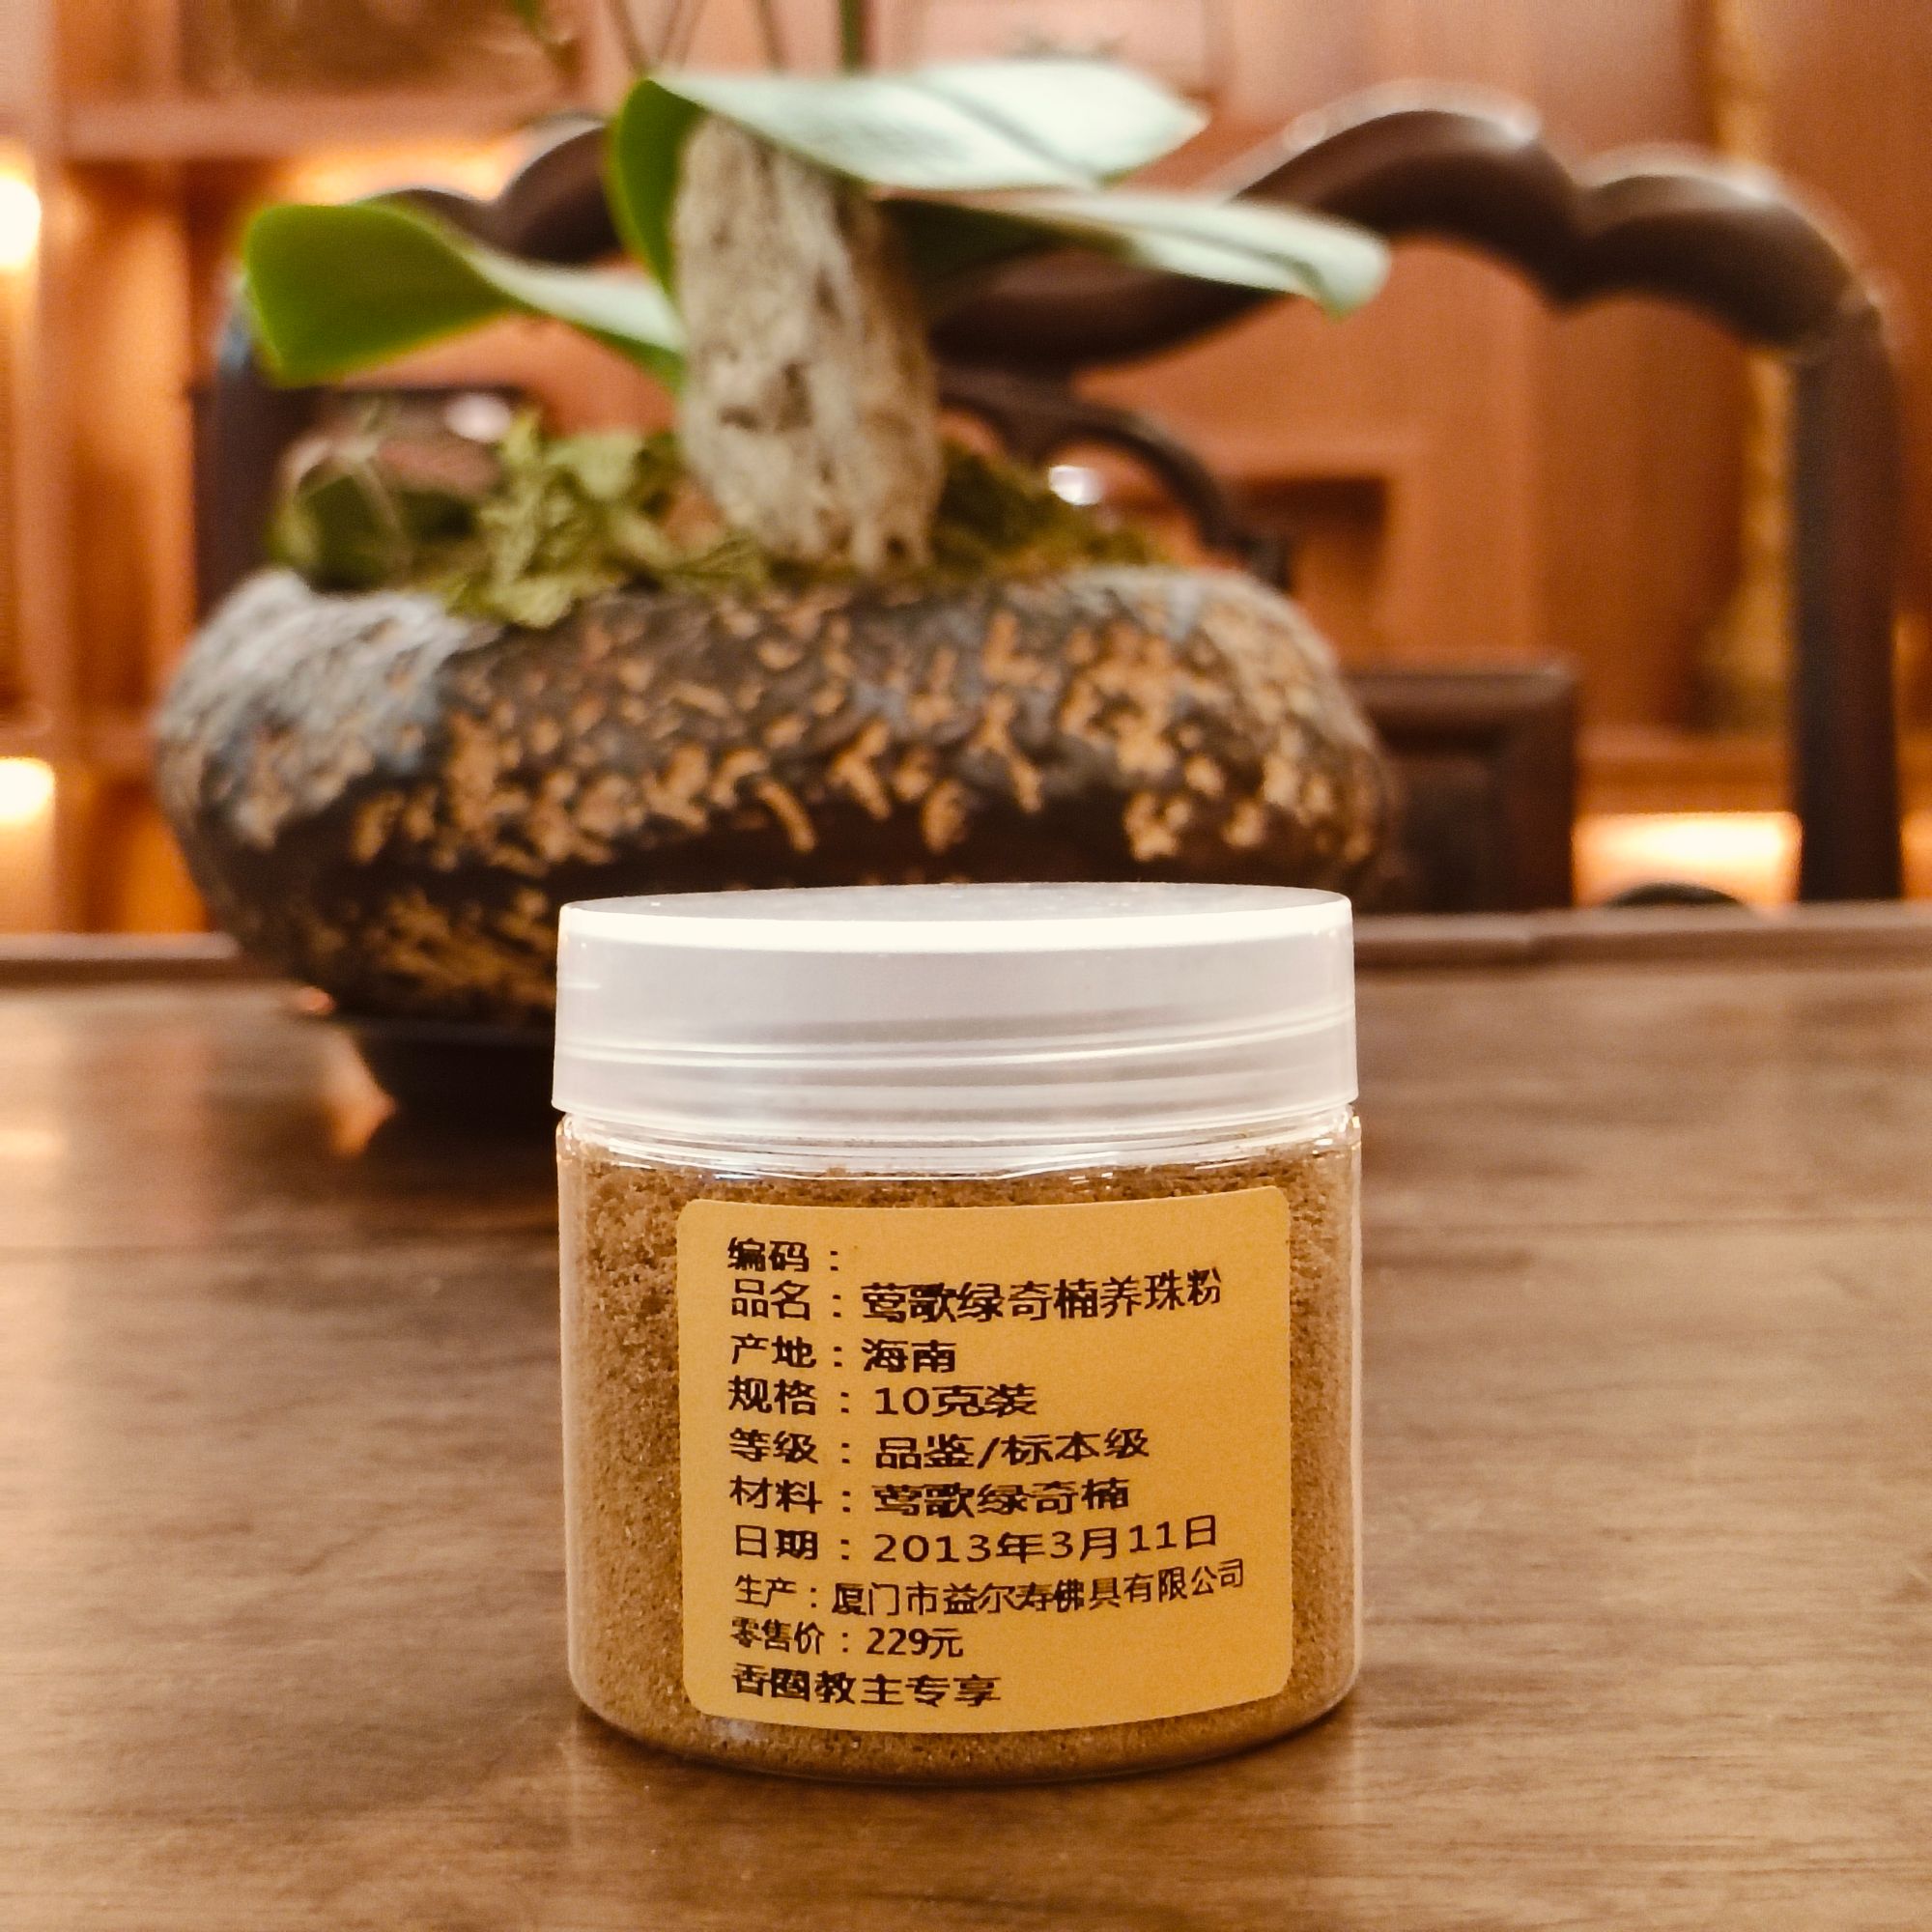 编码：
品名：莺歌绿奇楠养珠粉
产地：海南
规格：10克装
等级：品鉴/标本级
材料：莺歌绿奇楠
日期：2013年3月11日
生产：厦门市益尔寿佛具有限公司
零售价：229元
香圈教主专享